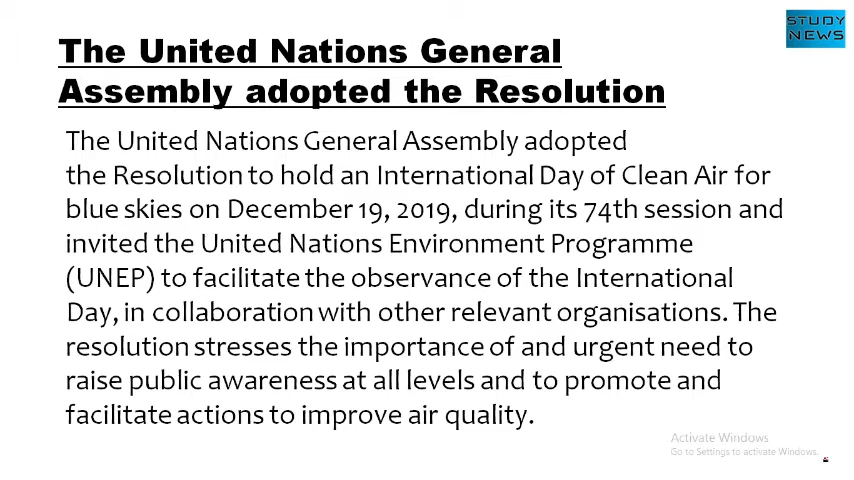 STUDY
NEWS
The United Nations General
Assembly adopted the Resolution
The United Nations General Assembly adopted
the Resolution to hold an International Day of Clean Air for
blue skies on December 19, 2019, during its 74th session and
invited the United Nations Environment Programme
(UNEP) to facilitate the observance of the International
Day, in collaboration with other relevant organisations. The
resolution stresses the importance of and urgent need to
raise public awareness at all levels and to promote and
facilitate actions to improve air quality.
Activate Windows
Go to Settings to activate Windows.